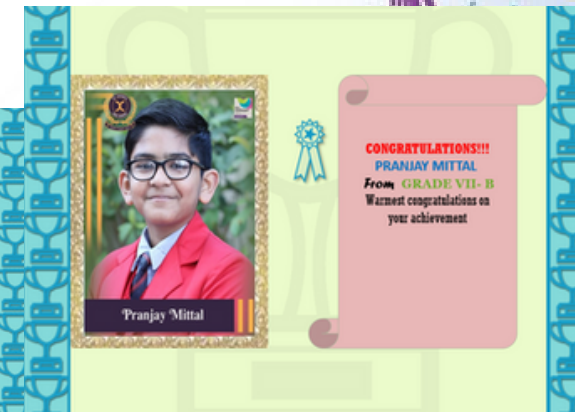 Pranjay Mittal
CONGRATULATIONS!!!
PRANJAY MITTAL
From GRADE VII- B
Warmest congratulations on
your achievement